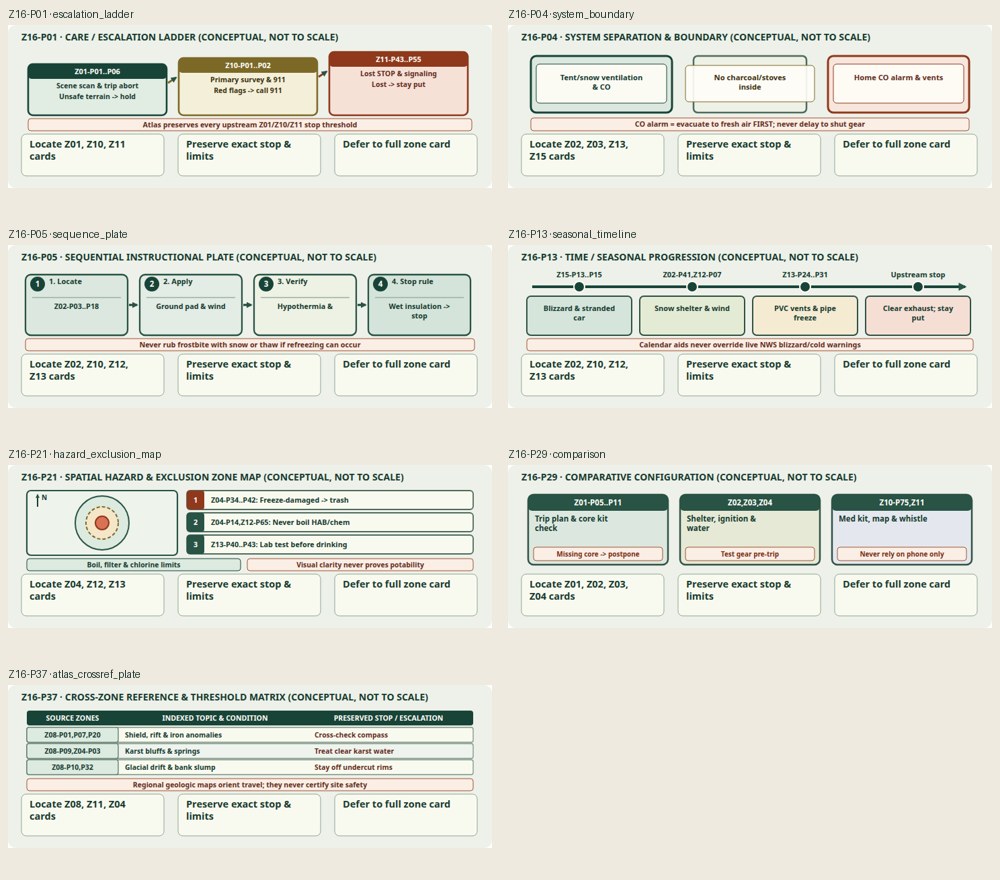 Z16-P01 · escalation_ladder
Z16-P01 · CARE / ESCALATION LADDER (CONCEPTUAL, NOT TO SCALE)
Z01-P01..P06
Scene scan & trip abort
Unsafe terrain -> hold
Z10-P01..P02
Primary survey & 911
Red flags -> call 911
Z11-P43..P55
Lost STOP & signaling
Lost -> stay put
Atlas preserves every upstream Z01/Z10/Z11 stop threshold
Locate Z01, Z10, Z11
cards
Preserve exact stop &
limits
Defer to full zone card
Z16-P04 · system_boundary
Z16-P04 · SYSTEM SEPARATION & BOUNDARY (CONCEPTUAL, NOT TO SCALE)
Tent/snow ventilation
& CO
No charcoal/stoves
inside
Home CO alarm & vents
CO alarm = evacuate to fresh air FIRST; never delay to shut gear
Locate Z02, Z03, Z13,
Z15 cards
Preserve exact stop &
limits
Defer to full zone card
Z16-P05 · sequence_plate
Z16-P05 · SEQUENTIAL INSTRUCTIONAL PLATE (CONCEPTUAL, NOT TO SCALE)
1 1. Locate
Z02-P03..P18
2 2. Apply
Ground pad & wind
3 3. Verify
Hypothermia &
4 4. Stop rule
Wet insulation ->
stop
Never rub frostbite with snow or thaw if refreezing can occur
Locate Z02, Z10, Z12,
Z13 cards
Preserve exact stop &
limits
Defer to full zone card
Z16-P13 · seasonal_timeline
Z16-P13 · TIME / SEASONAL PROGRESSION (CONCEPTUAL, NOT TO SCALE)
Z15-P13..P15
Z02-P41,Z12-P07
Z13-P24..P31
Upstream stop
Blizzard & stranded
car
Snow shelter & wind
PVC vents & pipe
freeze
Clear exhaust; stay
put
Calendar aids never override live NWS blizzard/cold warnings
Locate Z02, Z10, Z12,
Z13 cards
Preserve exact stop &
limits
Defer to full zone card
Z16-P21 · hazard_exclusion_map
Z16-P21 · SPATIAL HAZARD & EXCLUSION ZONE MAP (CONCEPTUAL, NOT TO SCALE)
N
1 Z04-P34..P42: Freeze-damaged -> trash
2 Z04-P14,Z12-P65: Never boil HAB/chem
3 Z13-P40..P43: Lab test before drinking
Boil, filter & chlorine limits
Visual clarity never proves potability
Locate Z04, Z12, Z13
cards
Preserve exact stop &
limits
Defer to full zone card
Z16-P29 · comparison
Z16-P29 · COMPARATIVE CONFIGURATION (CONCEPTUAL, NOT TO SCALE)
Z01-P05..P11
Trip plan & core kit
check
Missing core -> postpone
Z02,Z03,Z04
Shelter, ignition &
water
Test gear pre-trip
Z10-P75,Z11
Med kit, map & whistle
Never rely on phone only
Locate Z01, Z02, Z03,
Z04 cards
Preserve exact stop &
limits
Defer to full zone card
Z16-P37 · atlas_crossref_plate
Z16-P37 · CROSS-ZONE REFERENCE & THRESHOLD MATRIX (CONCEPTUAL, NOT TO SCALE)
SOURCE ZONES INDEXED TOPIC & CONDITION PRESERVED STOP / ESCALATION
Z08-P01,P07,P20 Shield, rift & iron anomalies Cross-check compass
Z08-P09,Z04-P03 Karst bluffs & springs Treat clear karst water
Z08-P10,P32 Glacial drift & bank slump Stay off undercut rims
Regional geologic maps orient travel; they never certify site safety
Locate Z08, Z11, Z04
cards
Preserve exact stop &
limits
Defer to full zone card